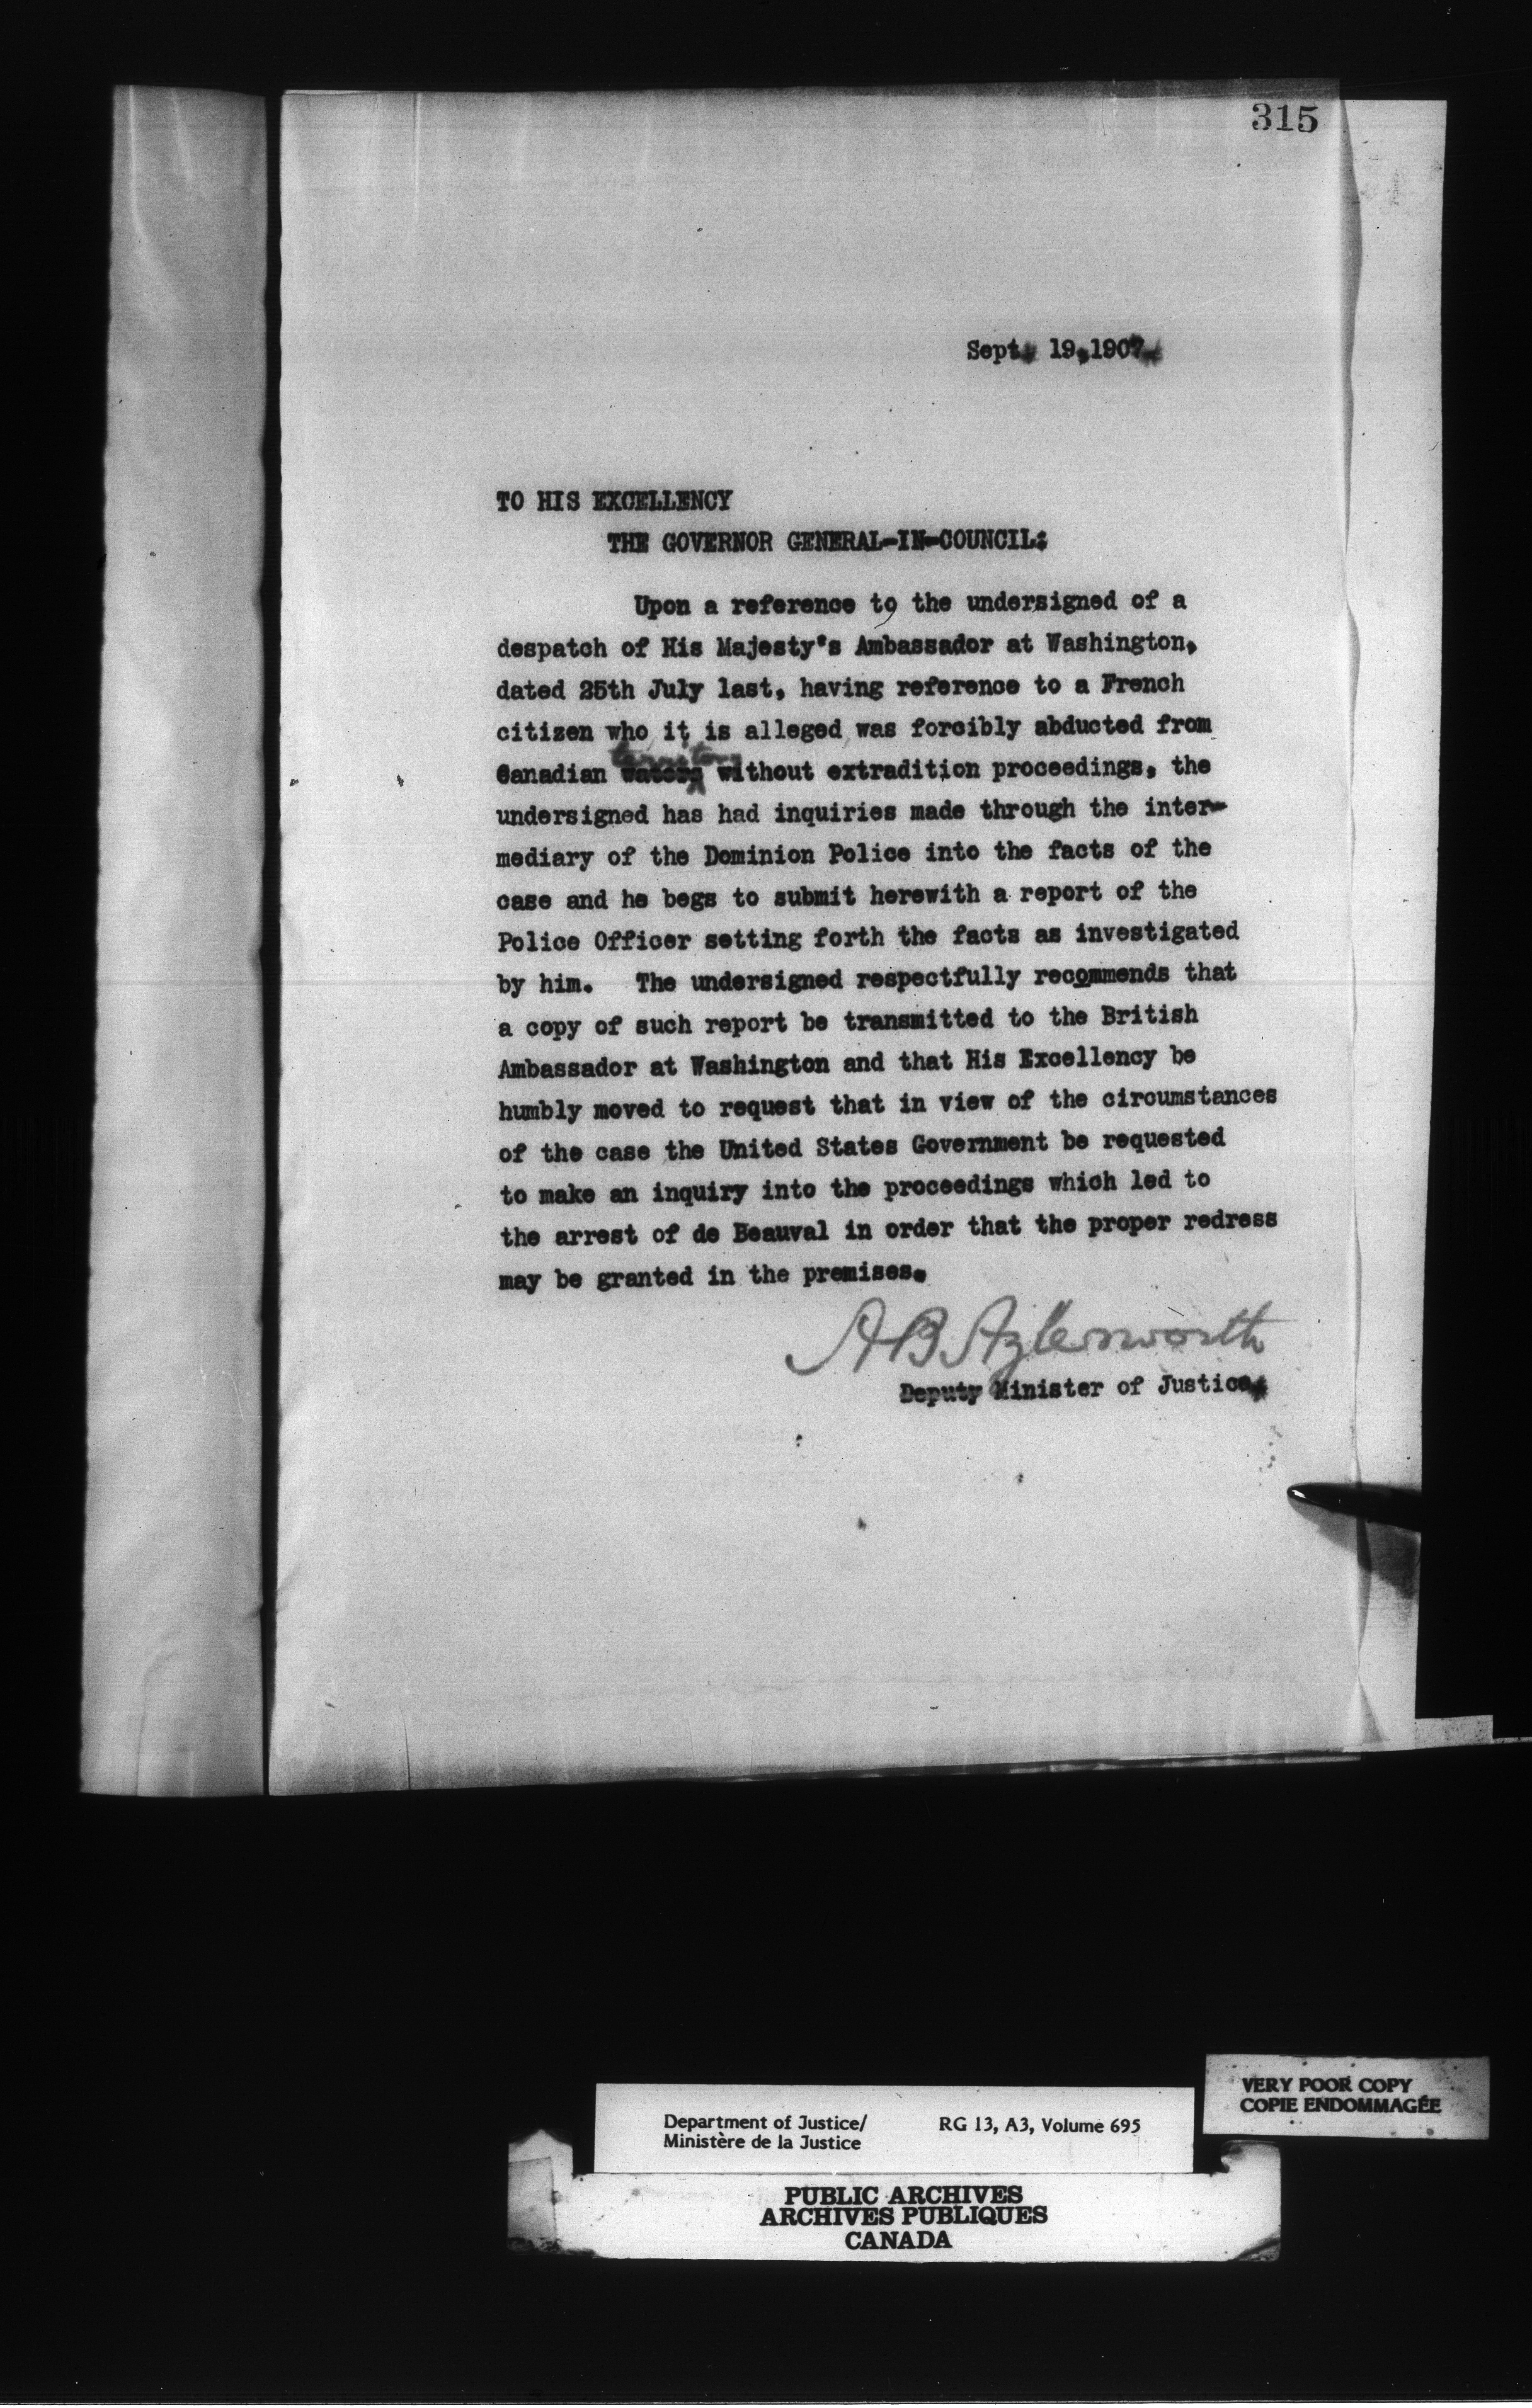 315
Sept. 19, 1907.
TO HIS EXCELLENCY
THE GOVERNOR GENERAL-IN-COUNCIL:
Upon a reference to the undersigned of a
despatch of His Majesty's Ambassador at Washington,
dated 25th July last, having reference to a French
citizen who it is alleged was forcibly abducted from
territory
Canadian waters without extradition proceedings, the
undersigned has had inquiries made through the inter-
mediary of the Dominion Police into the facts of the
case and he begs to submit herewith a report of the
Police Officer setting forth the facts as investigated
by him. The undersigned respectfully recommends that
a copy of such report be transmitted to the British
Ambassador at Washington and that His Excellency be
humbly moved to request that in view of the circumstances
of the case the United States Government be requested
to make an inquiry into the proceedings which led to
the arrest of de Beauval in order that the proper redress
may be granted in the premises.
A B Aylesworth
Deputy Minister of Justice.
VERY POOR COPY
COPIE ENDOMMAGÉE
Department of Justice/ RG 13, A3, Volume 695
Ministère de la Justice
PUBLIC ARCHIVES
ARCHIVES PUBLIQUES
CANADA